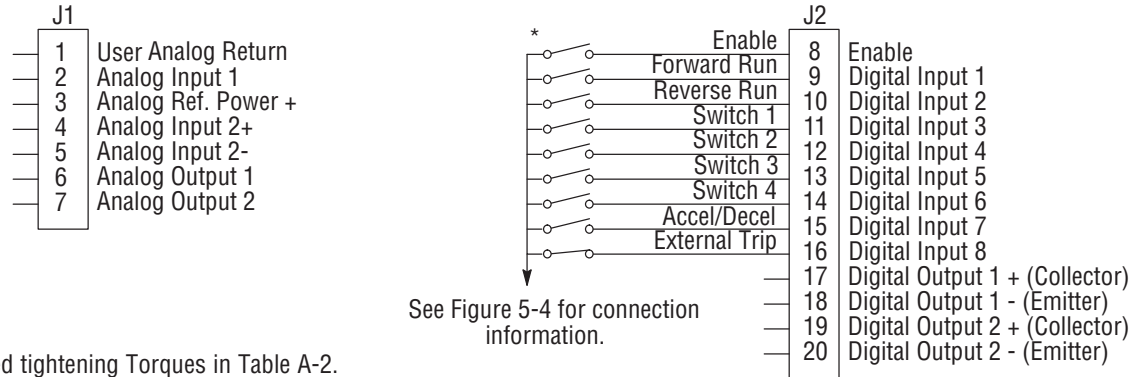 J1
1 User Analog Return
2 Analog Input 1
3 Analog Ref. Power +
4 Analog Input 2+
5 Analog Input 2-
6 Analog Output 1
7 Analog Output 2
J2
*
Enable 8 Enable
Forward Run 9 Digital Input 1
Reverse Run 10 Digital Input 2
Switch 1 11 Digital Input 3
Switch 2 12 Digital Input 4
Switch 3 13 Digital Input 5
Switch 4 14 Digital Input 6
Accel/Decel 15 Digital Input 7
External Trip 16 Digital Input 8
17 Digital Output 1 + (Collector)
18 Digital Output 1 - (Emitter)
19 Digital Output 2 + (Collector)
20 Digital Output 2 - (Emitter)
See Figure 5-4 for connection
information.
d tightening Torques in Table A-2.